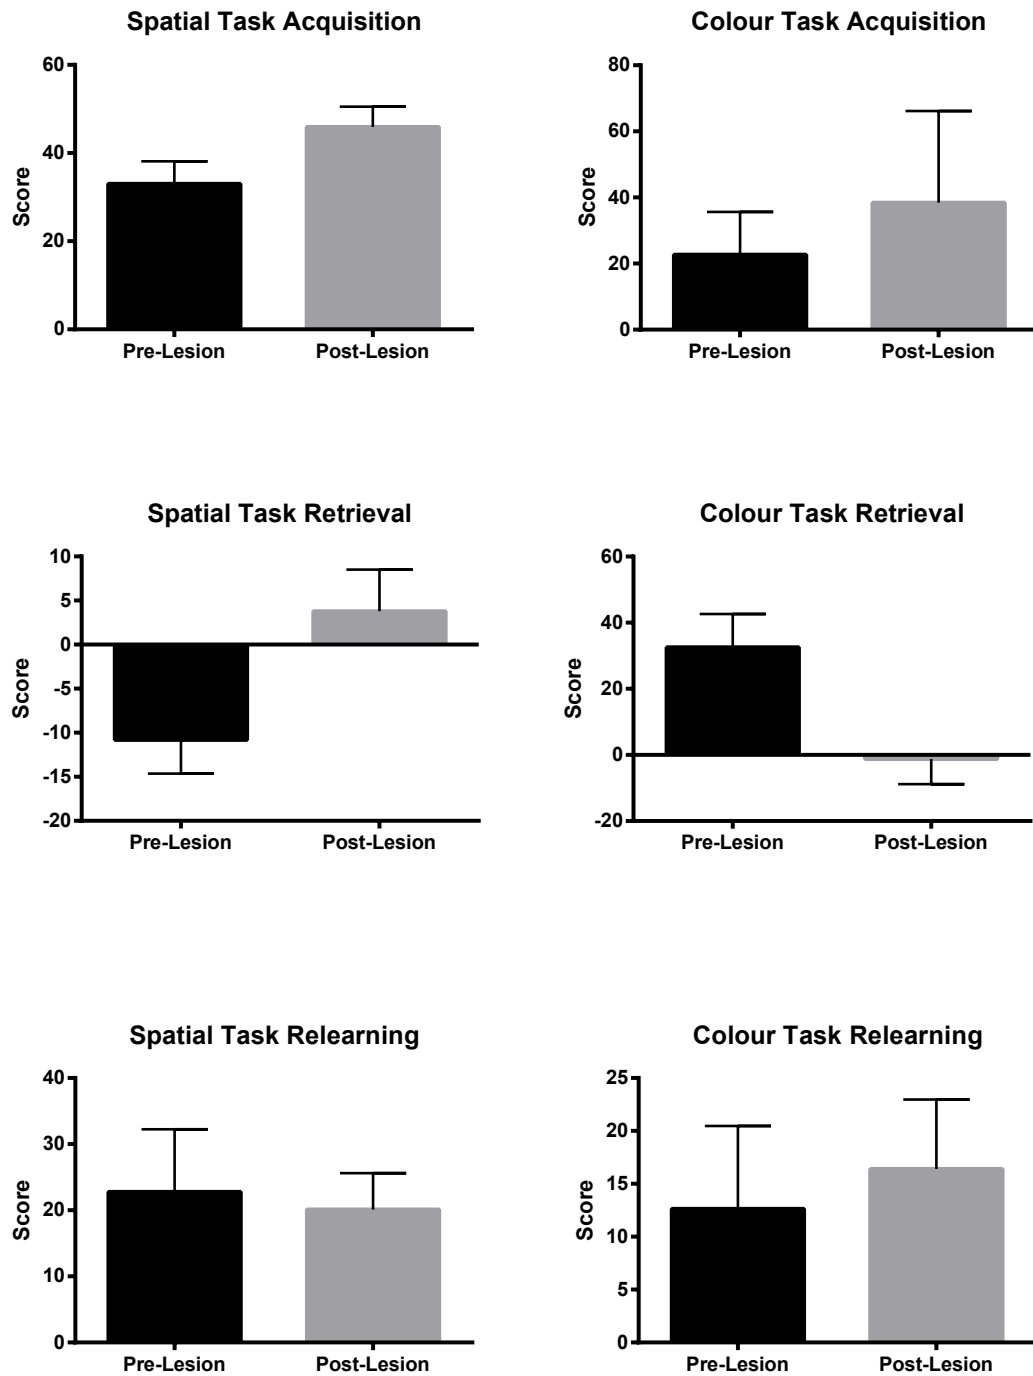 Spatial Task Acquisition
60
40
20
0
Score
Pre-Lesion
Post-Lesion
Colour Task Acquisition
80
60
40
20
0
Score
Pre-Lesion
Post-Lesion
Spatial Task Retrieval
10
5
0
-5
-10
-15
-20
Score
Pre-Lesion
Post-Lesion
Colour Task Retrieval
60
40
20
0
-20
Score
Pre-Lesion
Post-Lesion
Spatial Task Relearning
40
30
20
10
0
Score
Pre-Lesion
Post-Lesion
Colour Task Relearning
25
20
15
10
5
0
Score
Pre-Lesion
Post-Lesion